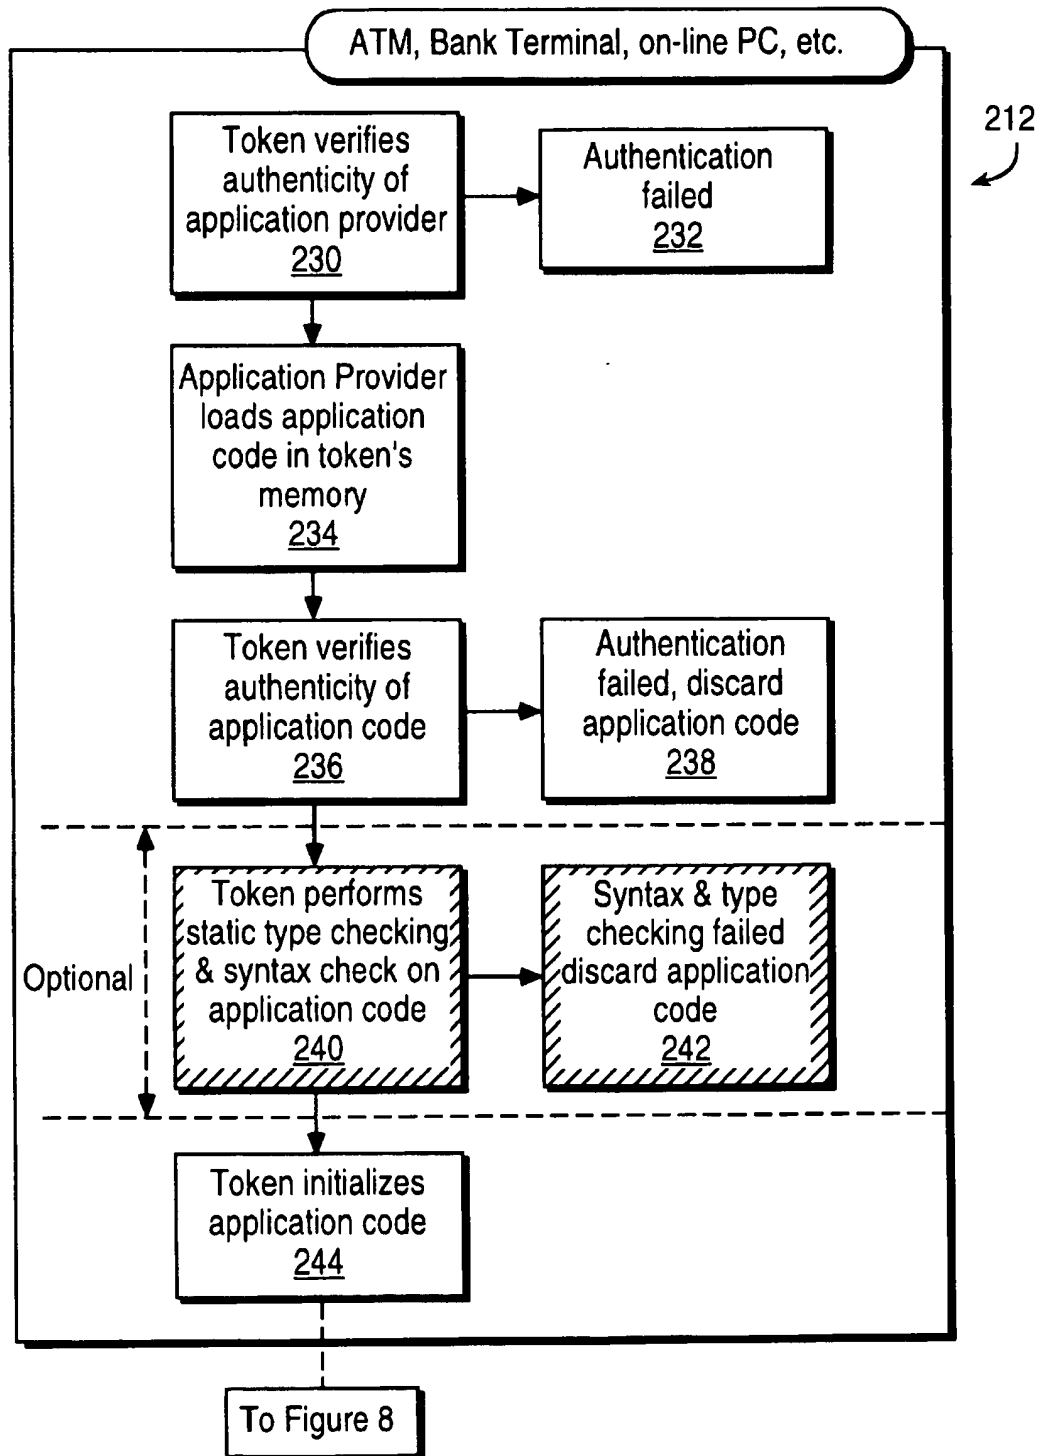 ATM, Bank Terminal, on-line PC, etc.
212
Token verifies
authenticity of
application provider
230
Authentication
failed
232
Application Provider
loads application
code in token's
memory
234
Token verifies
authenticity of
application code
236
Authentication
failed, discard
application code
238
Optional
Token performs
static type checking
& syntax check on
application code
240
Syntax & type
checking failed
discard application
code
242
Token initializes
application code
244
To Figure 8